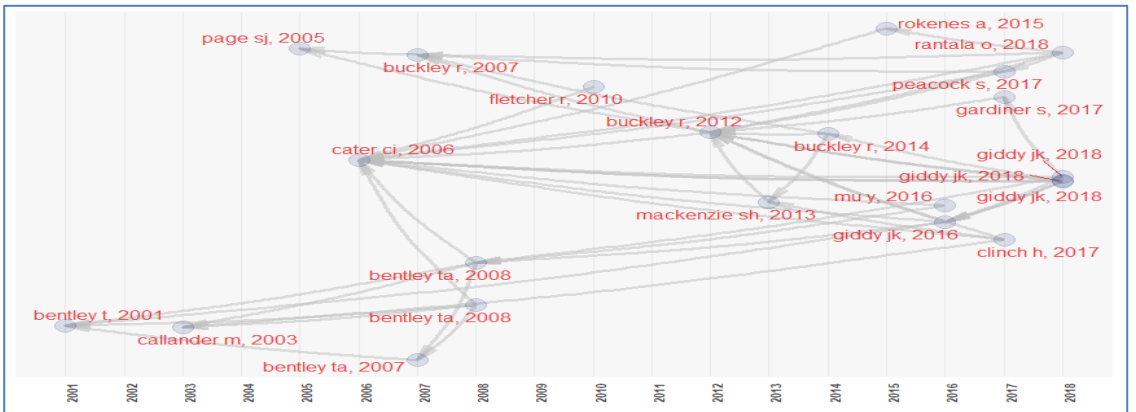 rokenes a, 2015
page sj, 2005
rantala o, 2018
buckley r, 2007
peacock s, 2017
fletcher r, 2010
gardiner s, 2017
buckley r, 2012
cater ci, 2006
buckley r, 2014
giddy jk, 2018
giddy jk, 2018
mu y, 2016
giddy jk, 2018
mackenzie sh, 2013
giddy jk, 2016
clinch h, 2017
bentley ta, 2008
bentley t, 2001
bentley ta, 2008
callander m, 2003
bentley ta, 2007
2001
2002
2003
2004
2005
2006
2007
2008
2009
2010
2011
2012
2013
2014
2015
2016
2017
2018